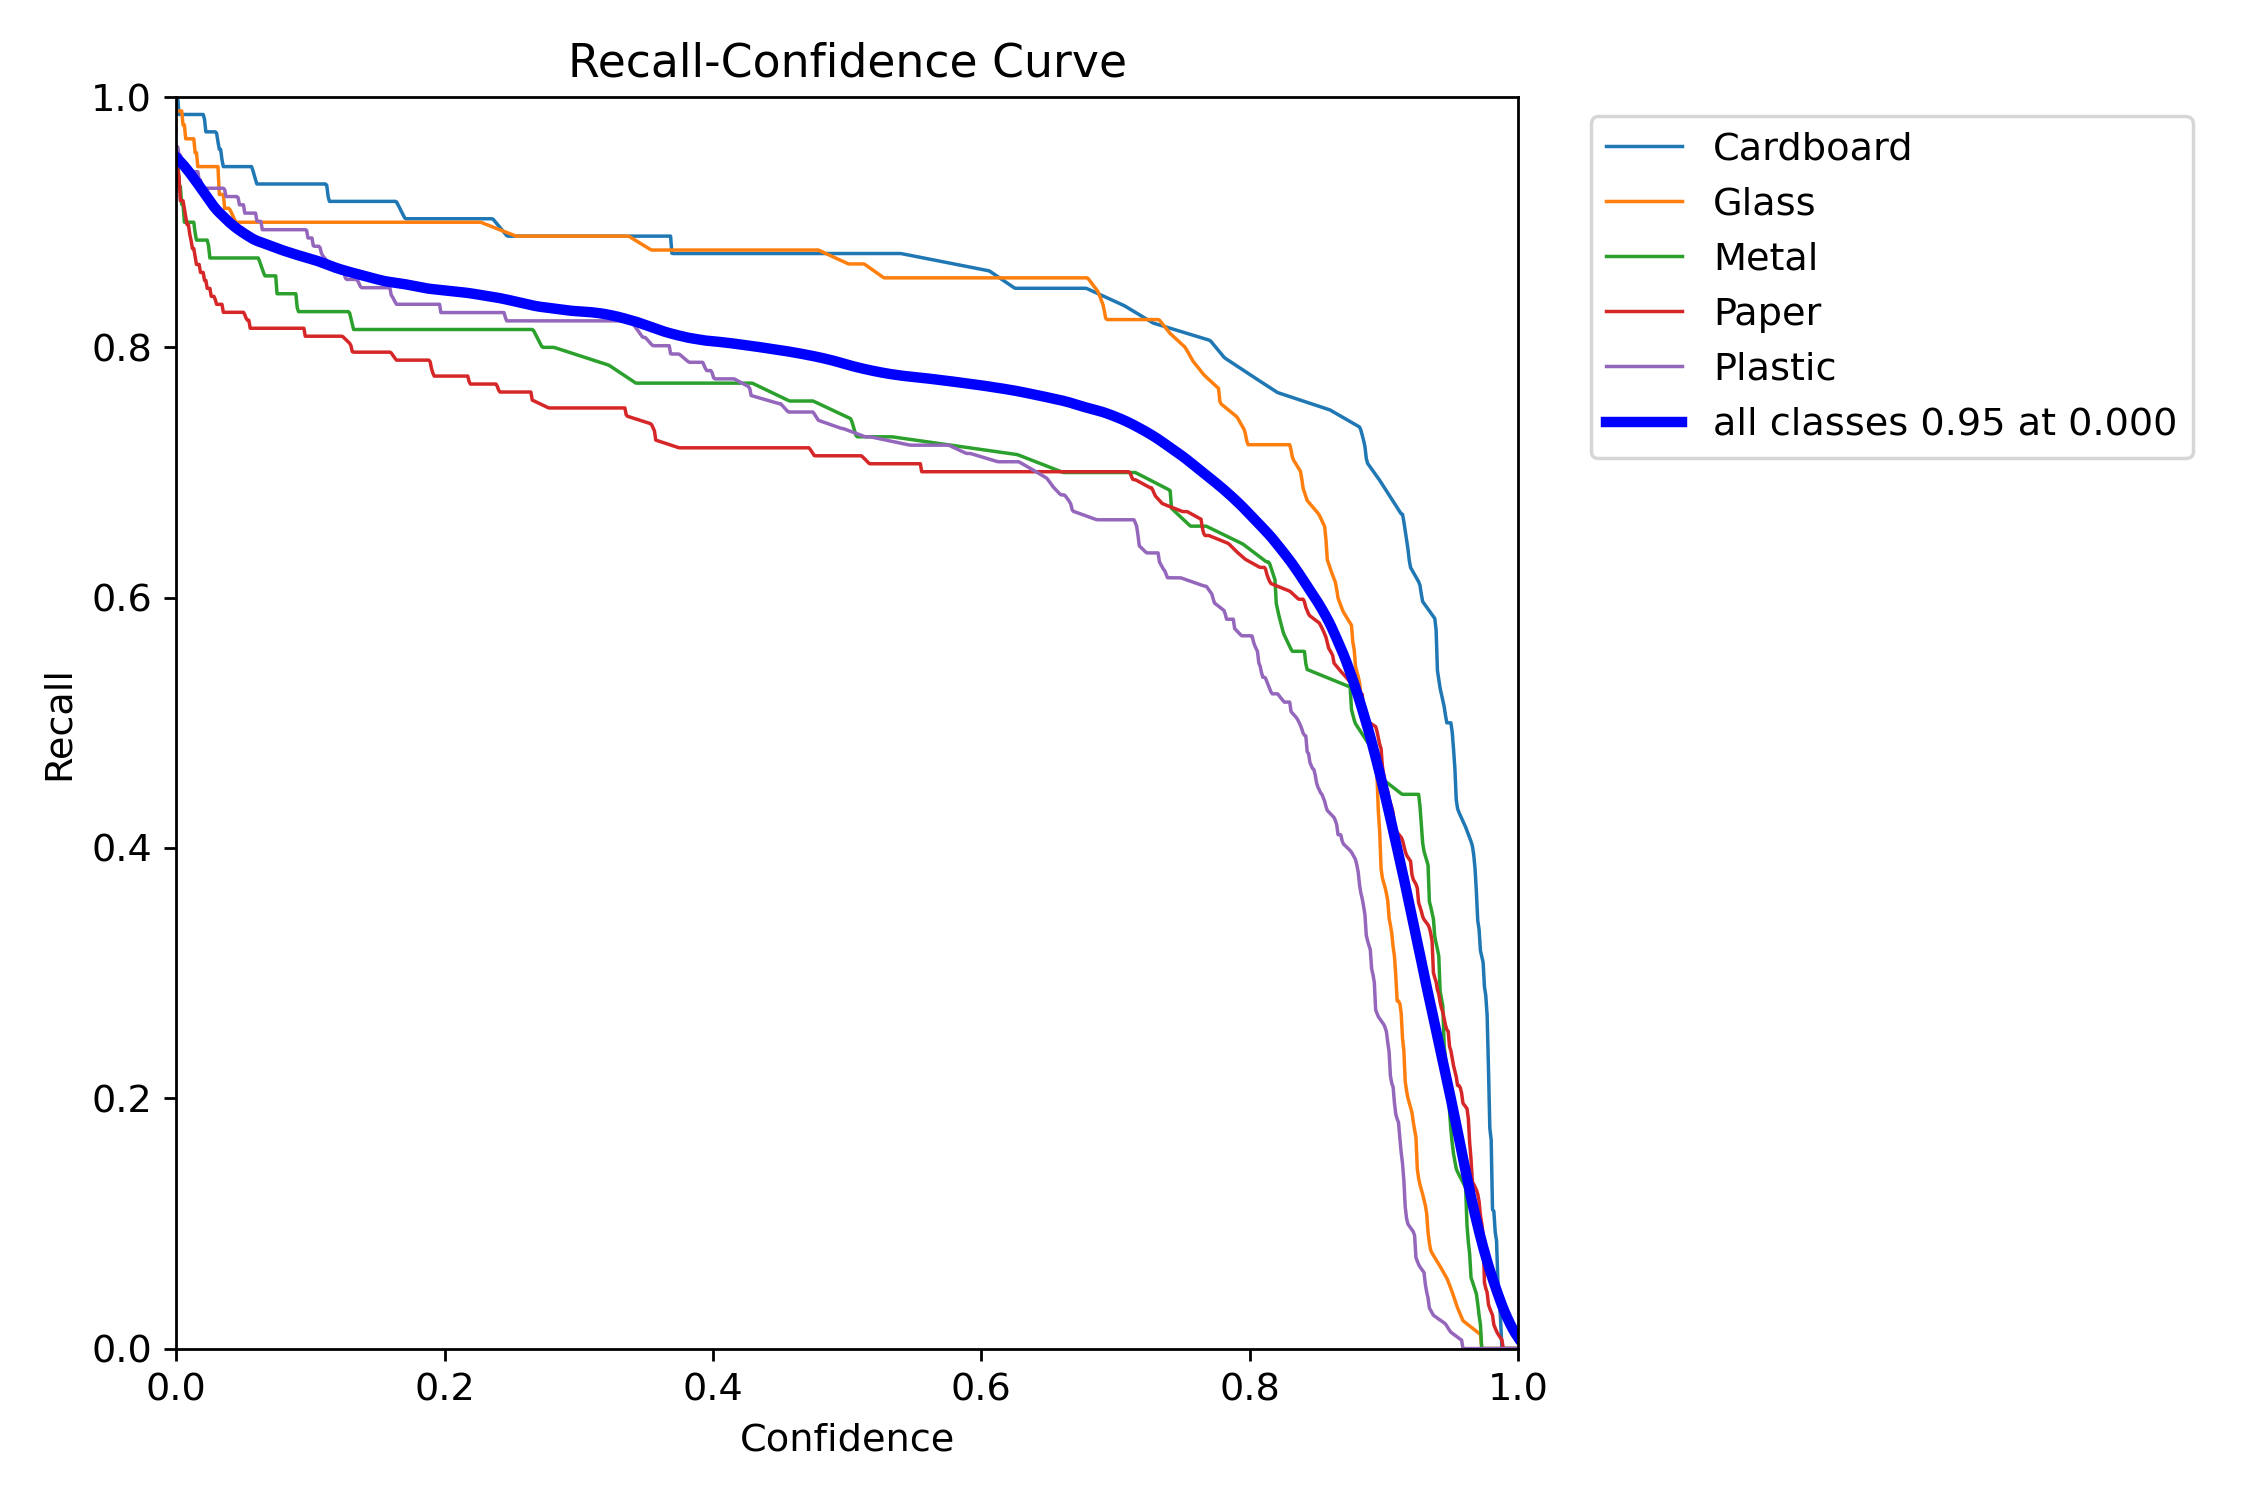 Recall-Confidence Curve
1.0
0.8
0.6
0.4
0.2
0.0
Recall
0.0 0.2 0.4 0.6 0.8 1.0
Confidence
Cardboard
Glass
Metal
Paper
Plastic
all classes 0.95 at 0.000